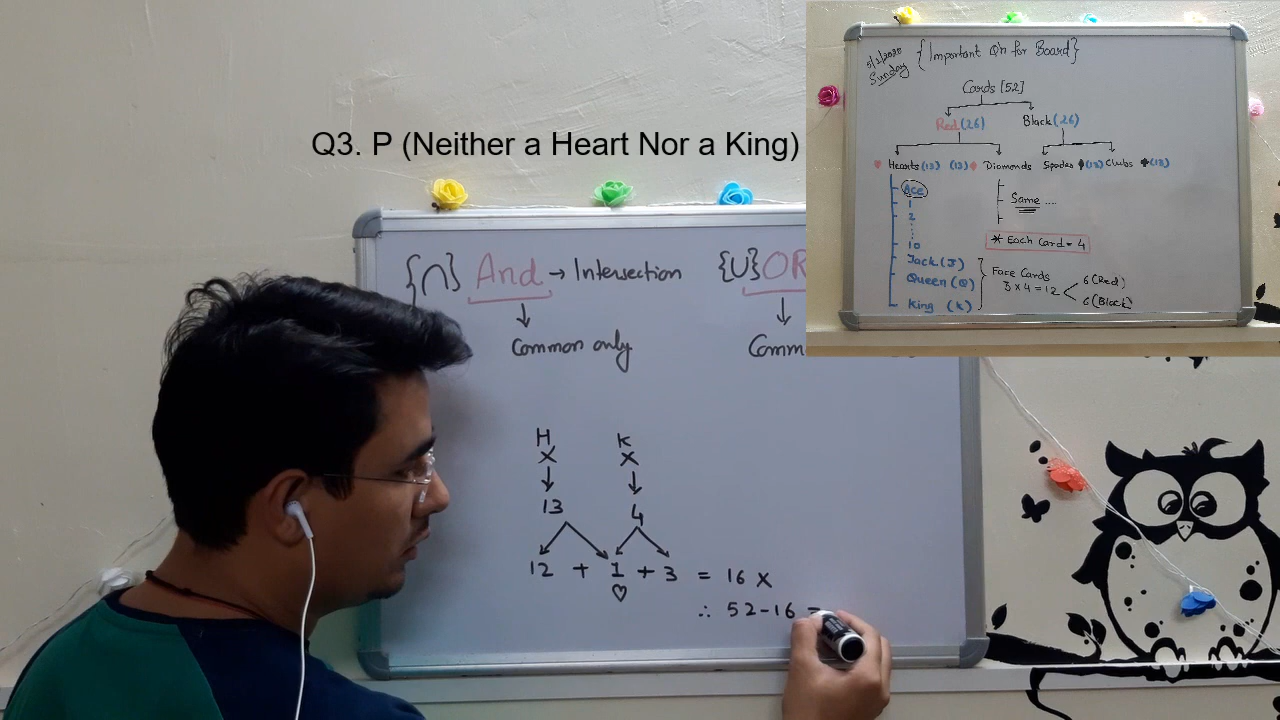 Q3. P (Neither a Heart Nor a King)
{∩} And → Intersection
{U} OR
↓
Common only
↓
Comm
H K
X X
↓ ↓
13 4
12 + 1 + 3 = 16 X
♡
∴ 52-16 =
Sunday
{Important Q'n for Board}
Cards [52]
Red (26) Black (26)
♥ Hearts (13) (13) ♦ Diamonds Spades ♠ (13) Clubs ♣ (13)
Ace
1
2
⋮
10
Jack (J)
Queen (Q)
King (K)
Same ...
* Each Card = 4
Face Cards
3 x 4 = 12
6 (Red)
6 (Black)